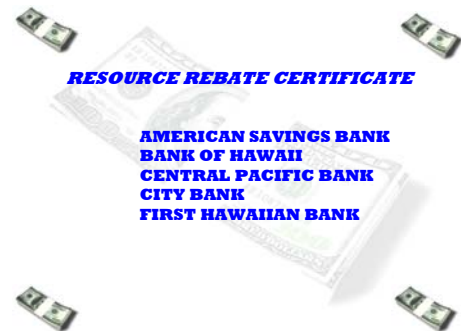 RESOURCE REBATE CERTIFICATE
AMERICAN SAVINGS BANK
BANK OF HAWAII
CENTRAL PACIFIC BANK
CITY BANK
FIRST HAWAIIAN BANK